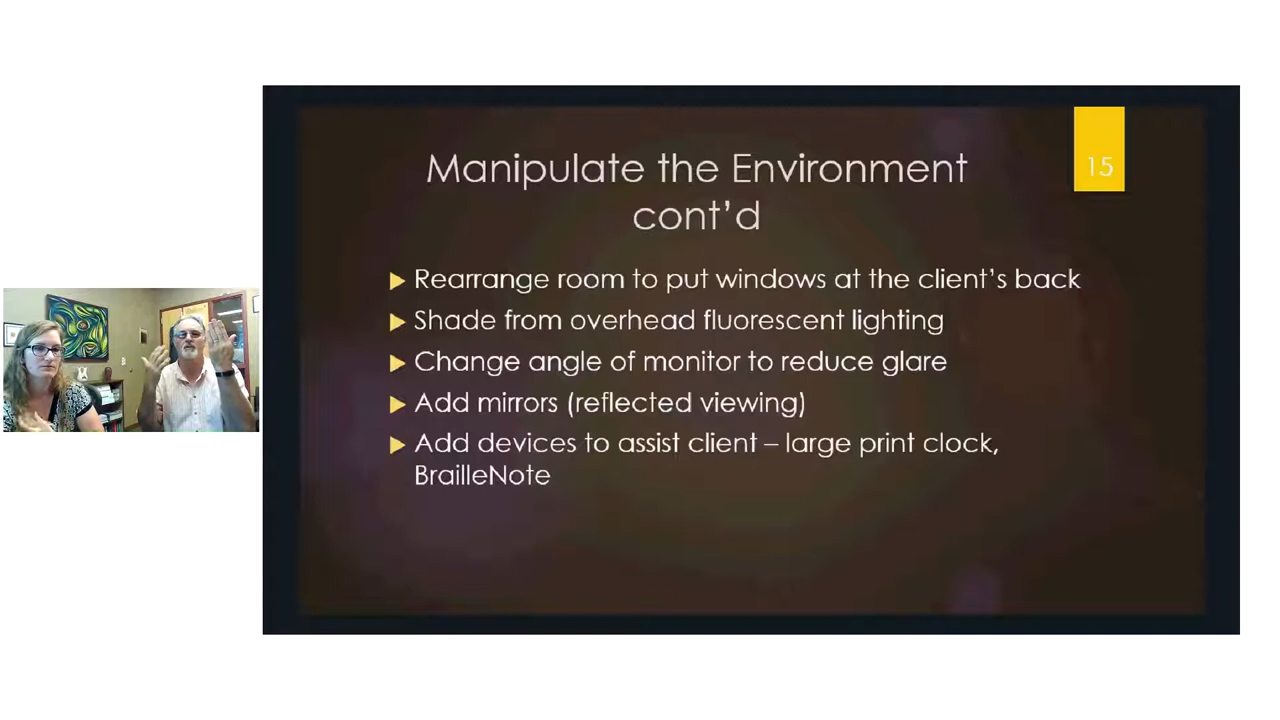 Manipulate the Environment
cont’d
15
Rearrange room to put windows at the client’s back
Shade from overhead fluorescent lighting
Change angle of monitor to reduce glare
Add mirrors (reflected viewing)
Add devices to assist client – large print clock,
BrailleNote